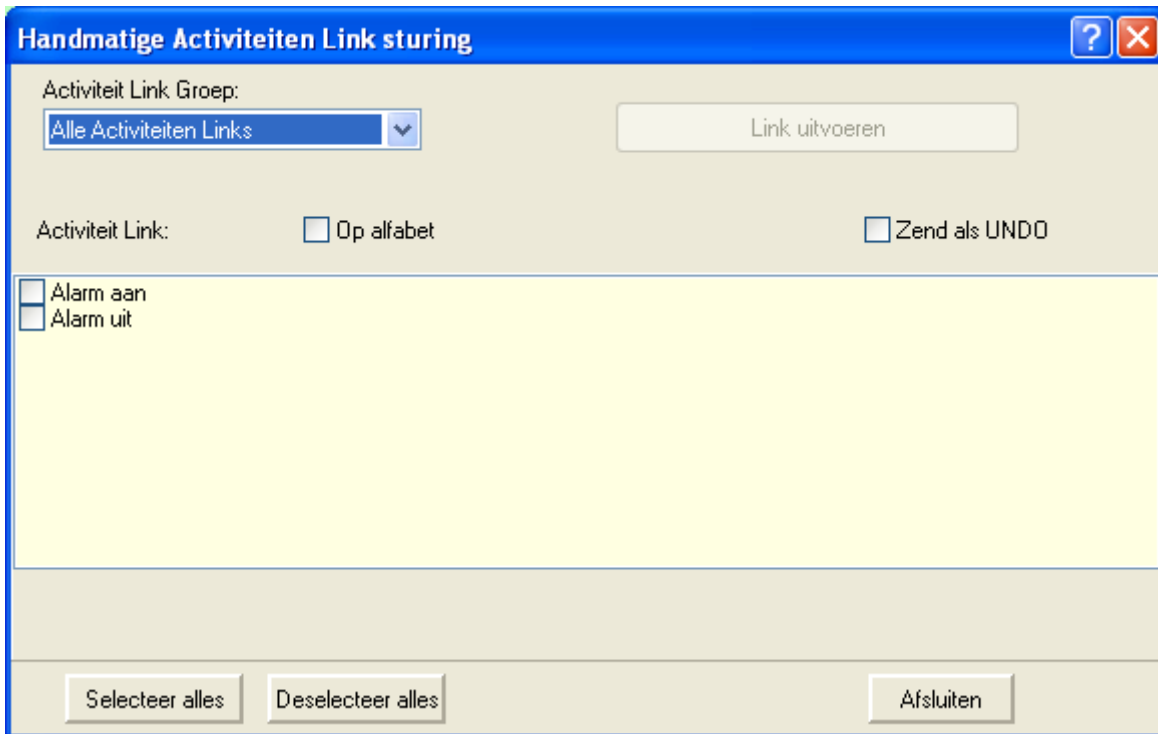 Handmatige Activiteiten Link sturing
Activiteit Link Groep:
Alle Activiteiten Links
Link uitvoeren
Activiteit Link:
Op alfabet
Zend als UNDO
Alarm aan
Alarm uit
Selecteer alles
Deselecteer alles
Afsluiten